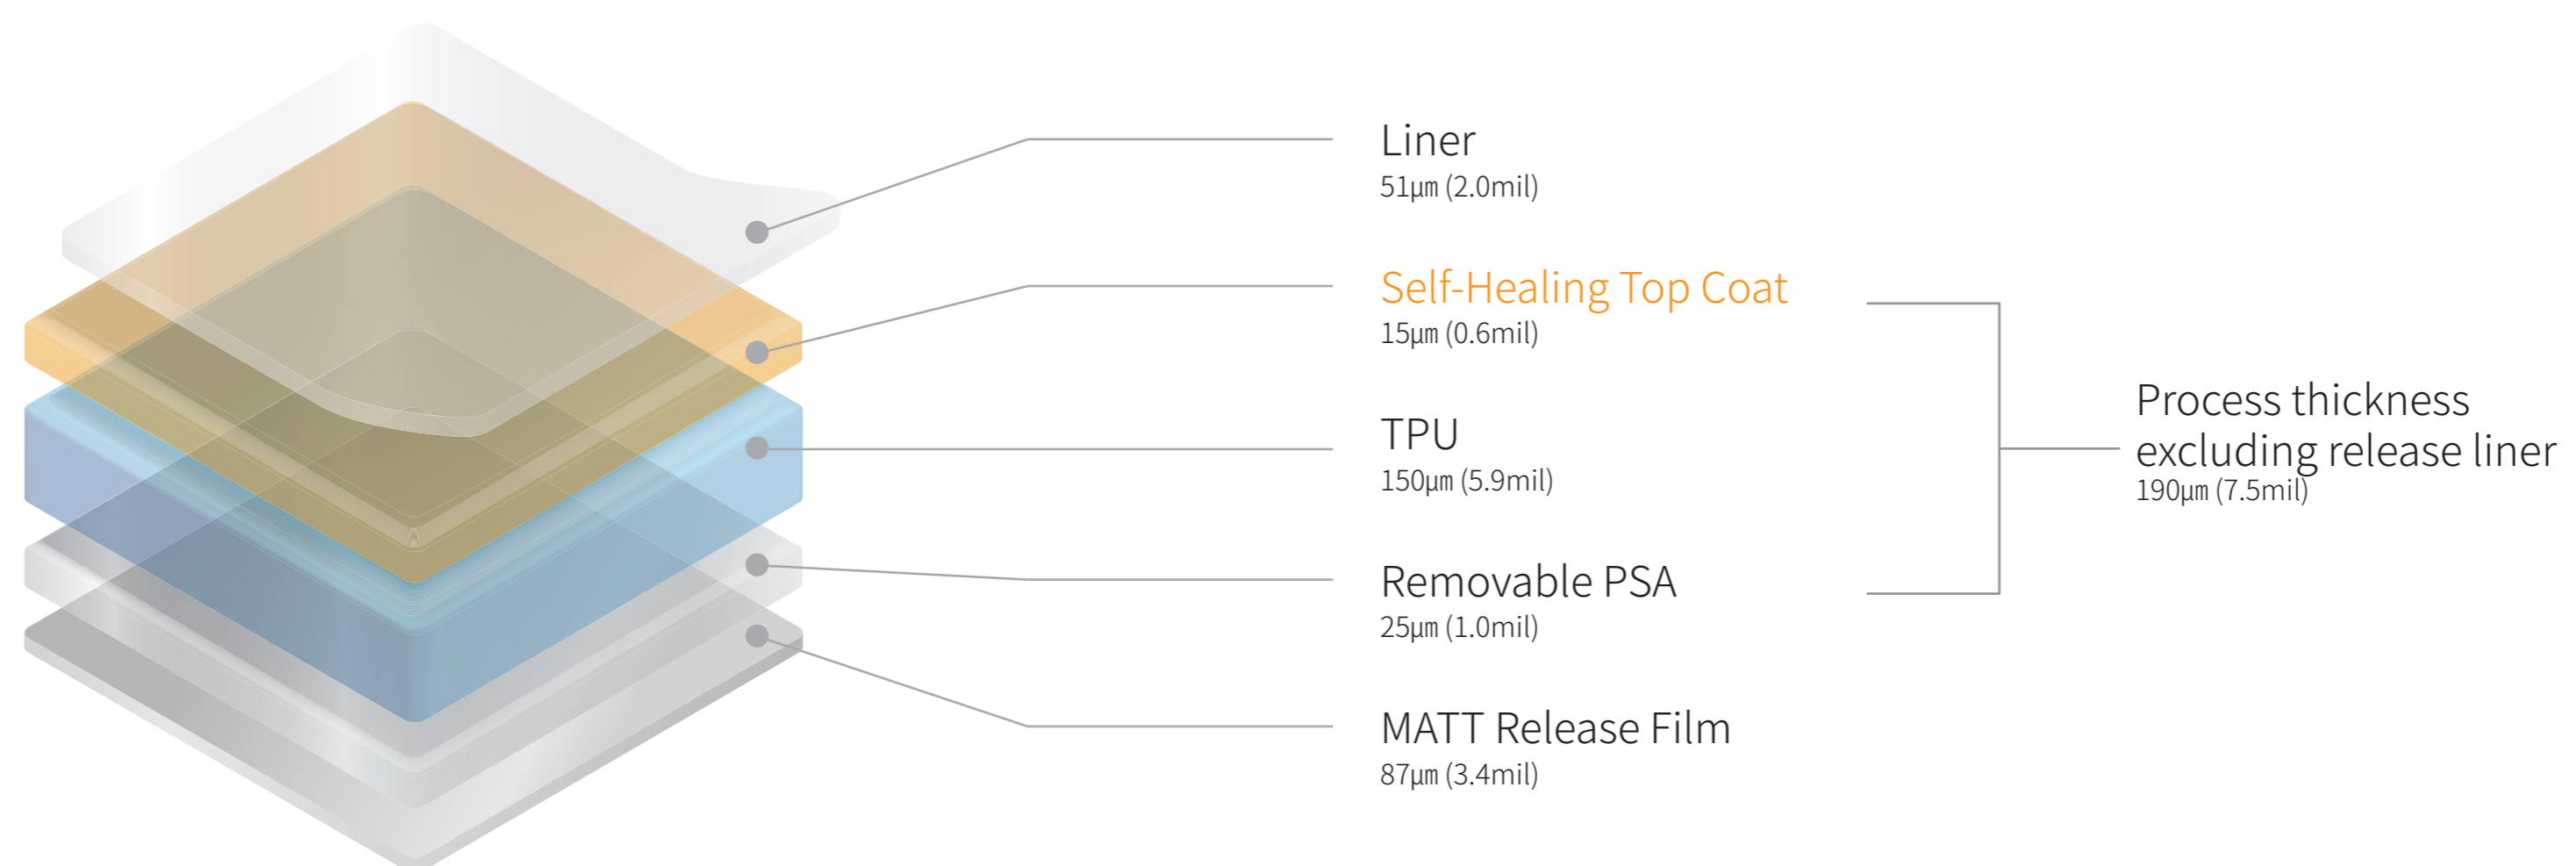 Liner
51μm (2.0mil)
Self-Healing Top Coat
15μm (0.6mil)
TPU
150μm (5.9mil)
Removable PSA
25μm (1.0mil)
MATT Release Film
87μm (3.4mil)
Process thickness
excluding release liner
190μm (7.5mil)